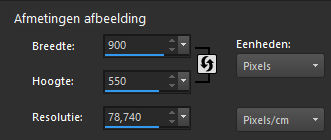 Afmetingen afbeelding
Breedte: 900 Eenheden:
Pixels
Hoogte: 550
Resolutie: 78,740 Pixels/cm